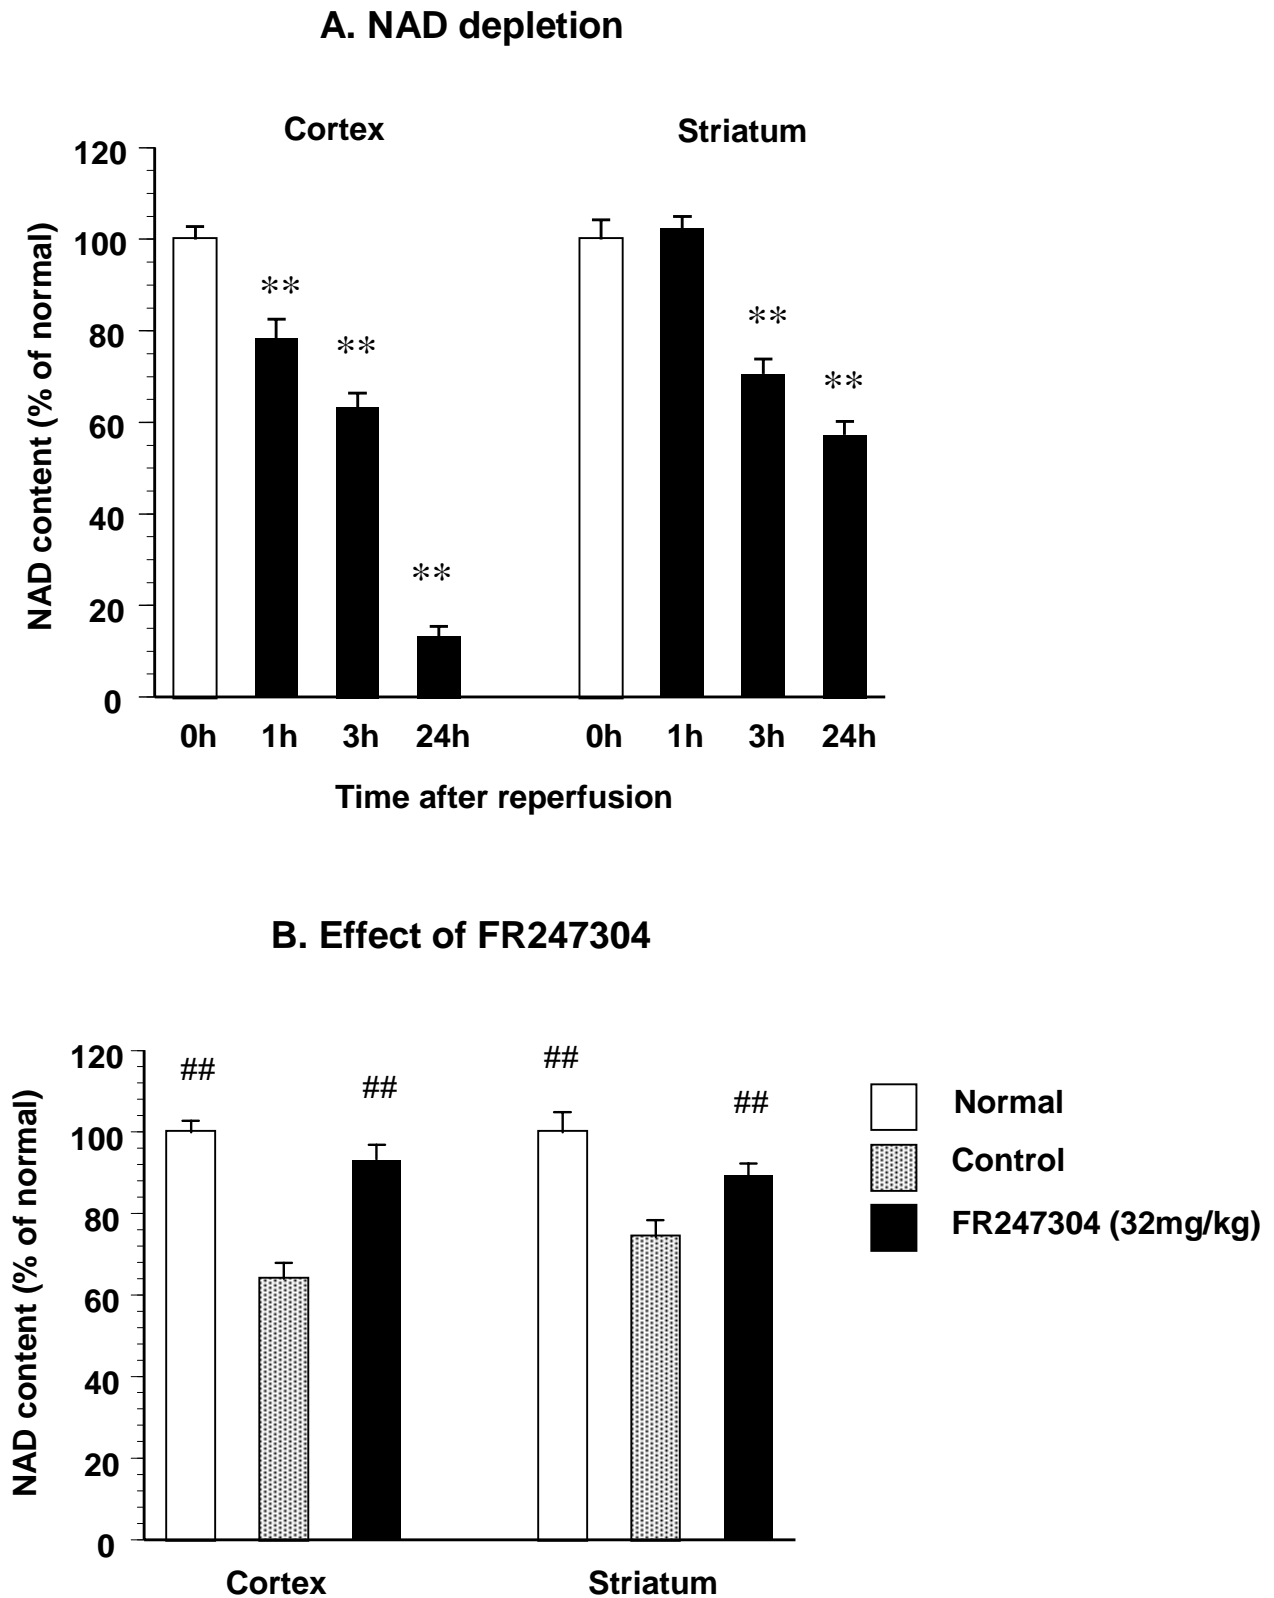 A. NAD depletion
Cortex
Striatum
NAD content (% of normal)
120
100
80
60
40
20
0
**
**
**
**
**
0h 1h 3h 24h 0h 1h 3h 24h
Time after reperfusion
B. Effect of FR247304
NAD content (% of normal)
120
100
80
60
40
20
0
##
##
##
##
Cortex
Striatum
Normal
Control
FR247304 (32mg/kg)